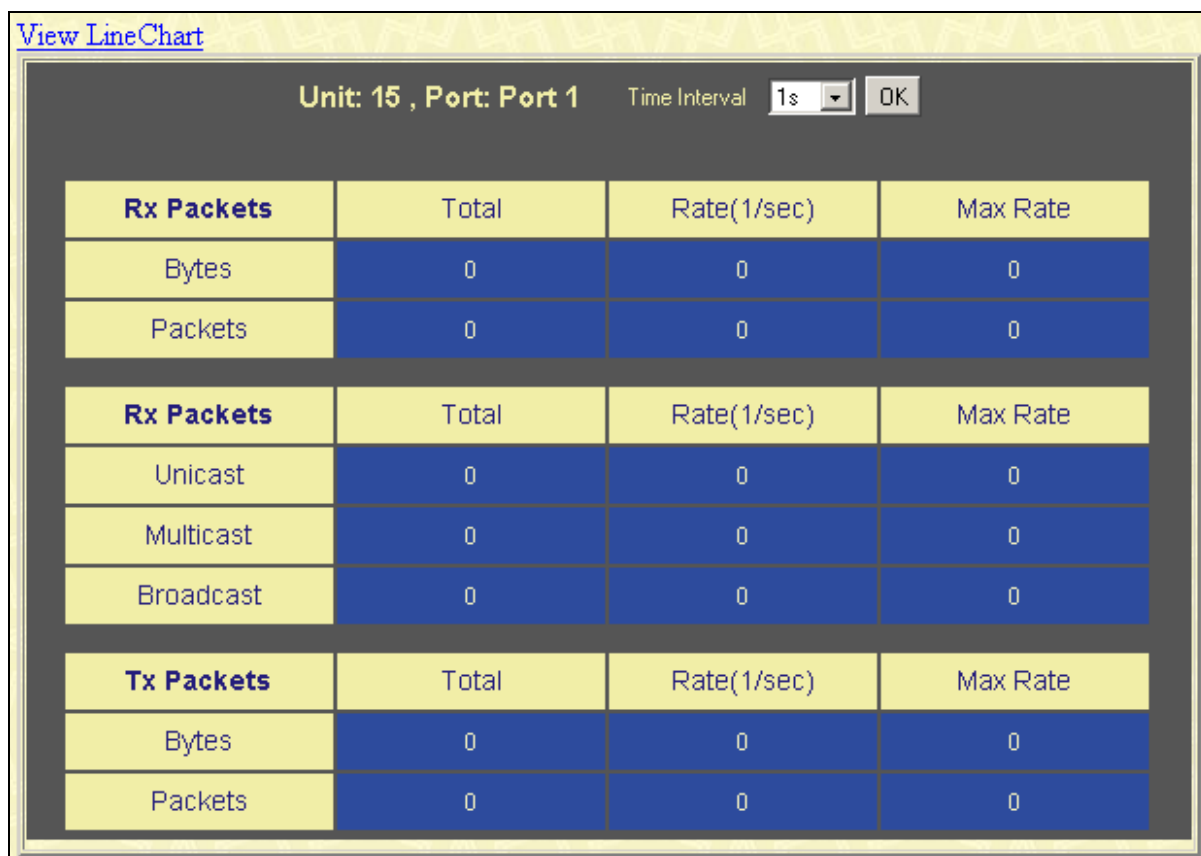 View LineChart
Unit: 15 , Port: Port 1 Time Interval 1s OK
Rx Packets Total Rate(1/sec) Max Rate
Bytes 0 0 0
Packets 0 0 0
Rx Packets Total Rate(1/sec) Max Rate
Unicast 0 0 0
Multicast 0 0 0
Broadcast 0 0 0
Tx Packets Total Rate(1/sec) Max Rate
Bytes 0 0 0
Packets 0 0 0